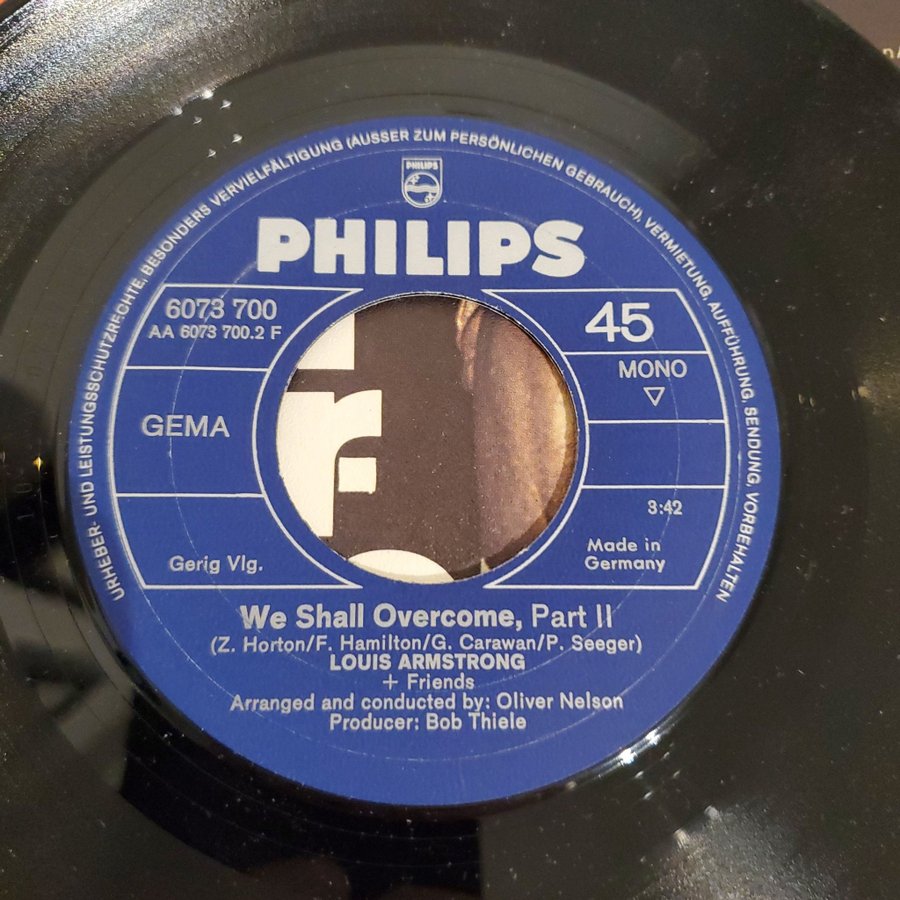 URHEBER- UND LEISTUNGSSCHUTZRECHTE, BESONDERS VERVIELFÄLTIGUNG (AUSSER ZUM PERSÖNLICHEN GEBRAUCH), VERMIETUNG, AUFFÜHRUNG, SENDUNG, VORBEHALTEN
PHILIPS
PHILIPS
6073 700
AA 6073 700.2 F
45
MONO
GEMA
3:42
Gerig Vlg.
Made in
Germany
We Shall Overcome, Part II
(Z. Horton/F. Hamilton/G. Carawan/P. Seeger)
LOUIS ARMSTRONG
+ Friends
Arranged and conducted by: Oliver Nelson
Producer: Bob Thiele